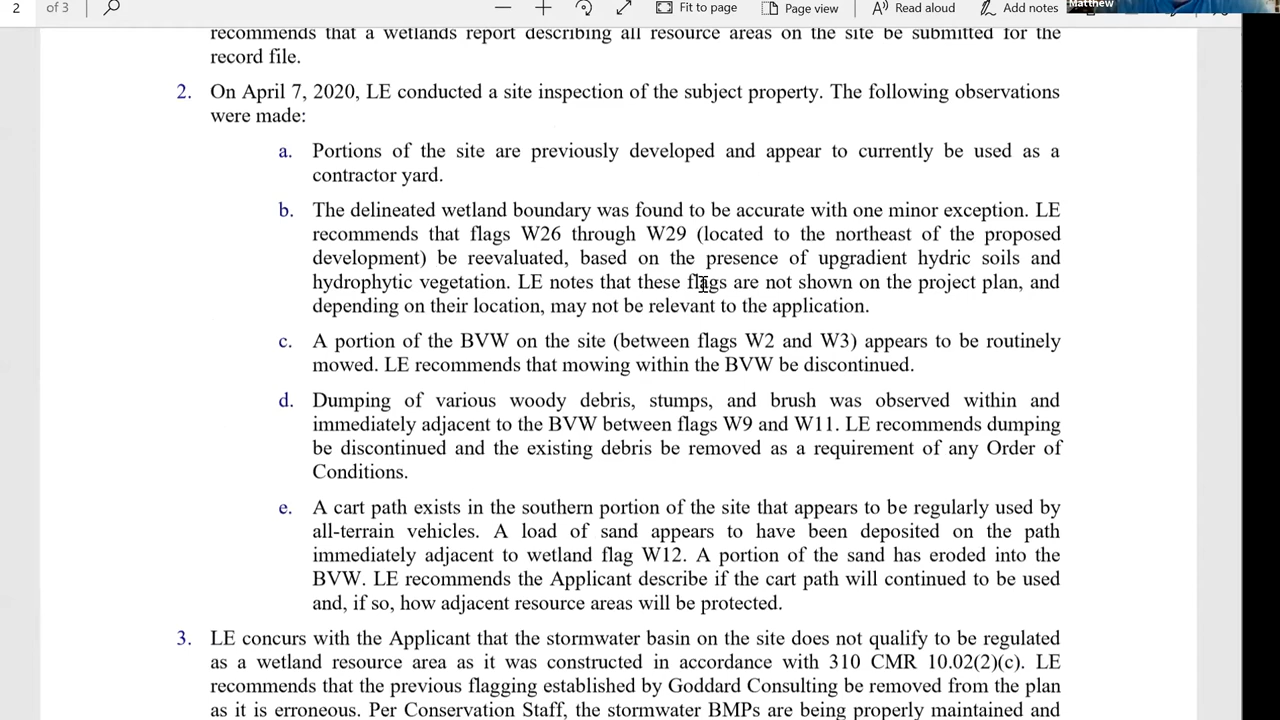 2 of 3 Fit to page Page view Read aloud Add notes Matthew
recommends that a wetlands report describing all resource areas on the site be submitted for the
record file.
2. On April 7, 2020, LE conducted a site inspection of the subject property. The following observations
were made:
a. Portions of the site are previously developed and appear to currently be used as a
contractor yard.
b. The delineated wetland boundary was found to be accurate with one minor exception. LE
recommends that flags W26 through W29 (located to the northeast of the proposed
development) be reevaluated, based on the presence of upgradient hydric soils and
hydrophytic vegetation. LE notes that these flags are not shown on the project plan, and
depending on their location, may not be relevant to the application.
c. A portion of the BVW on the site (between flags W2 and W3) appears to be routinely
mowed. LE recommends that mowing within the BVW be discontinued.
d. Dumping of various woody debris, stumps, and brush was observed within and
immediately adjacent to the BVW between flags W9 and W11. LE recommends dumping
be discontinued and the existing debris be removed as a requirement of any Order of
Conditions.
e. A cart path exists in the southern portion of the site that appears to be regularly used by
all-terrain vehicles. A load of sand appears to have been deposited on the path
immediately adjacent to wetland flag W12. A portion of the sand has eroded into the
BVW. LE recommends the Applicant describe if the cart path will continued to be used
and, if so, how adjacent resource areas will be protected.
3. LE concurs with the Applicant that the stormwater basin on the site does not qualify to be regulated
as a wetland resource area as it was constructed in accordance with 310 CMR 10.02(2)(c). LE
recommends that the previous flagging established by Goddard Consulting be removed from the plan
as it is erroneous. Per Conservation Staff, the stormwater BMPs are being properly maintained and